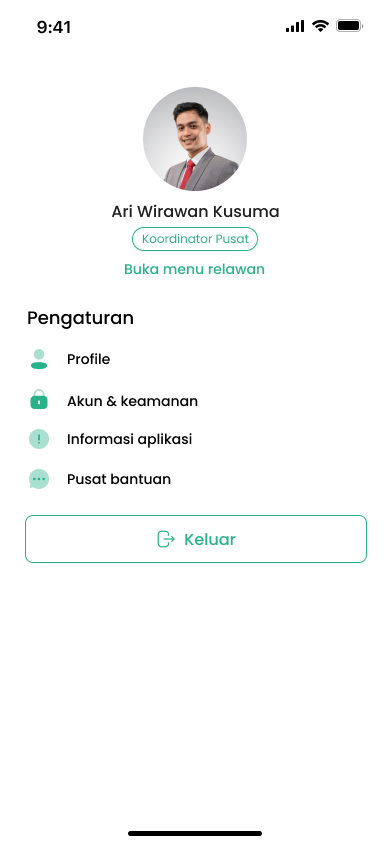 9:41
Ari Wirawan Kusuma
Koordinator Pusat
Buka menu relawan
Pengaturan
Profile
Akun & keamanan
Informasi aplikasi
Pusat bantuan
Keluar